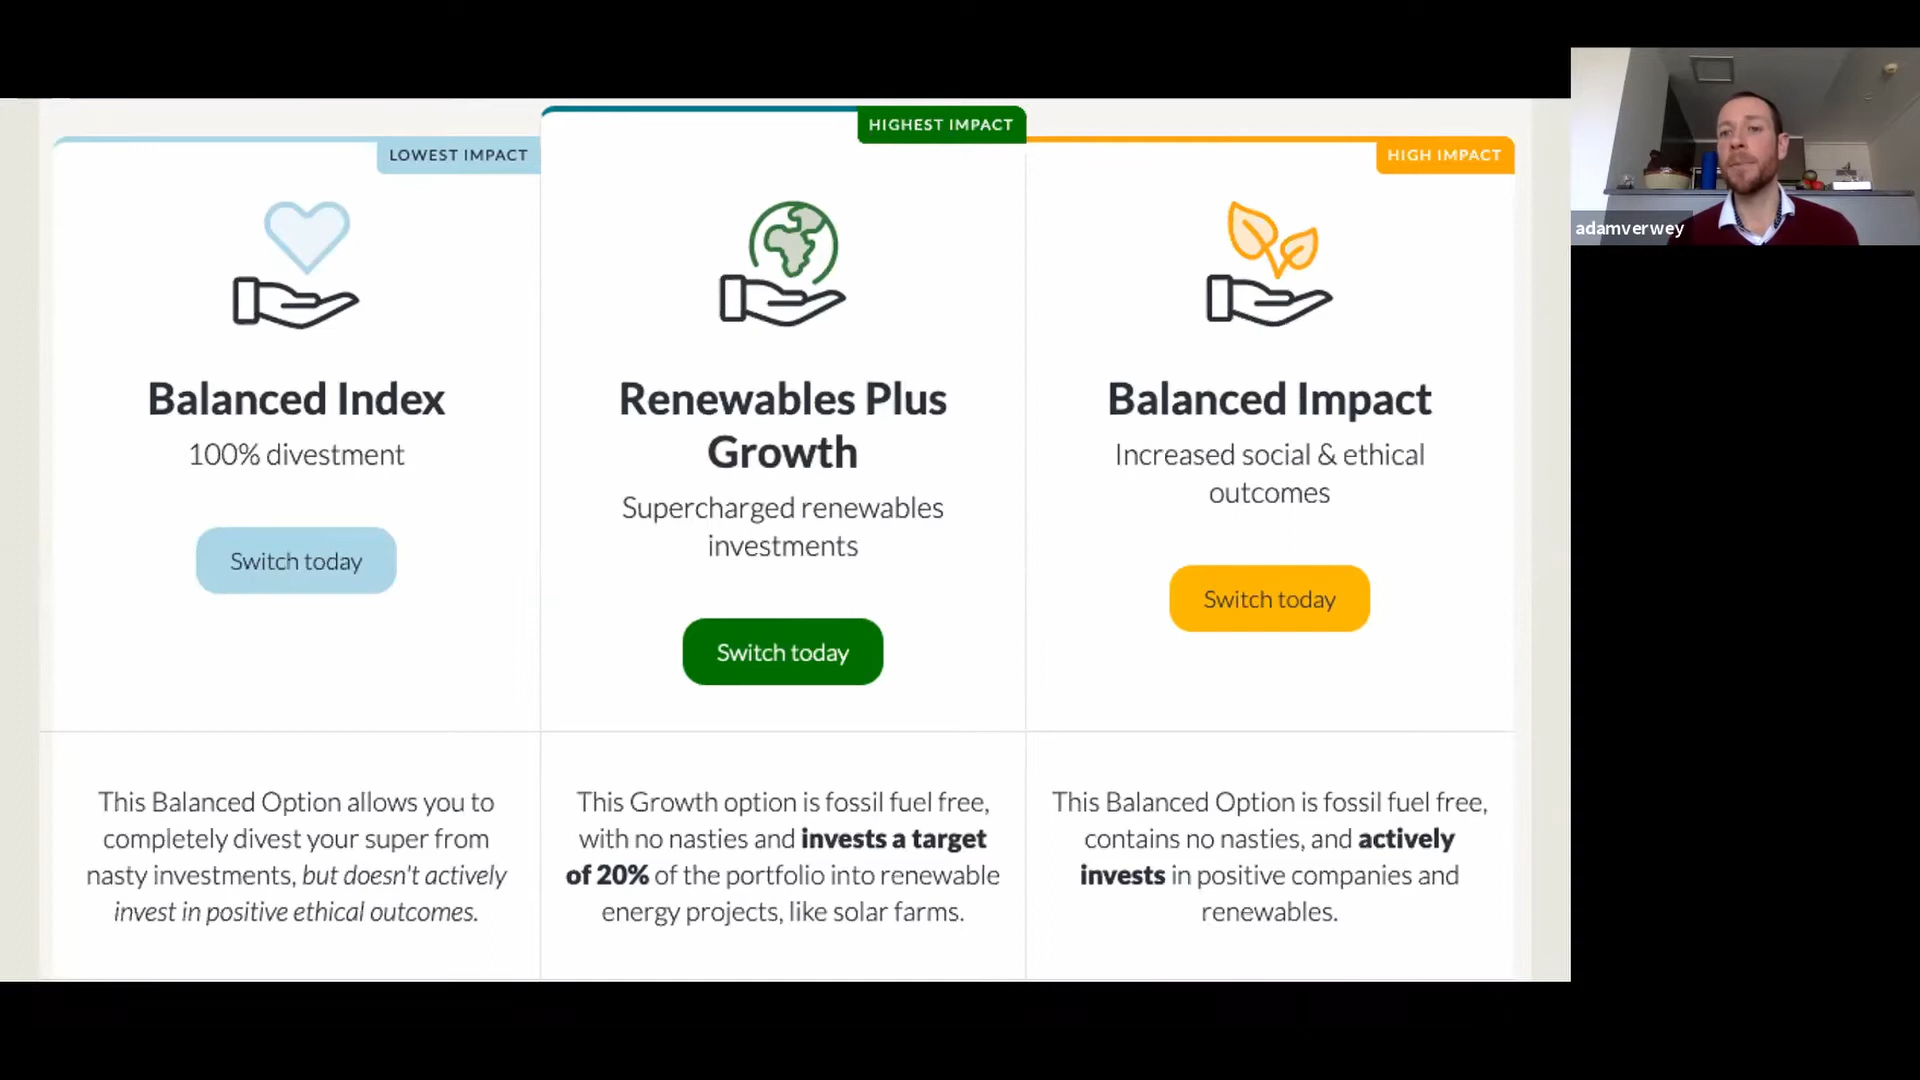 LOWEST IMPACT
Balanced Index
100% divestment
Switch today
This Balanced Option allows you to
completely divest your super from
nasty investments, but doesn't actively
invest in positive ethical outcomes.
HIGHEST IMPACT
Renewables Plus
Growth
Supercharged renewables
investments
Switch today
This Growth option is fossil fuel free,
with no nasties and invests a target
of 20% of the portfolio into renewable
energy projects, like solar farms.
HIGH IMPACT
Balanced Impact
Increased social & ethical
outcomes
Switch today
This Balanced Option is fossil fuel free,
contains no nasties, and actively
invests in positive companies and
renewables.
adamverwey